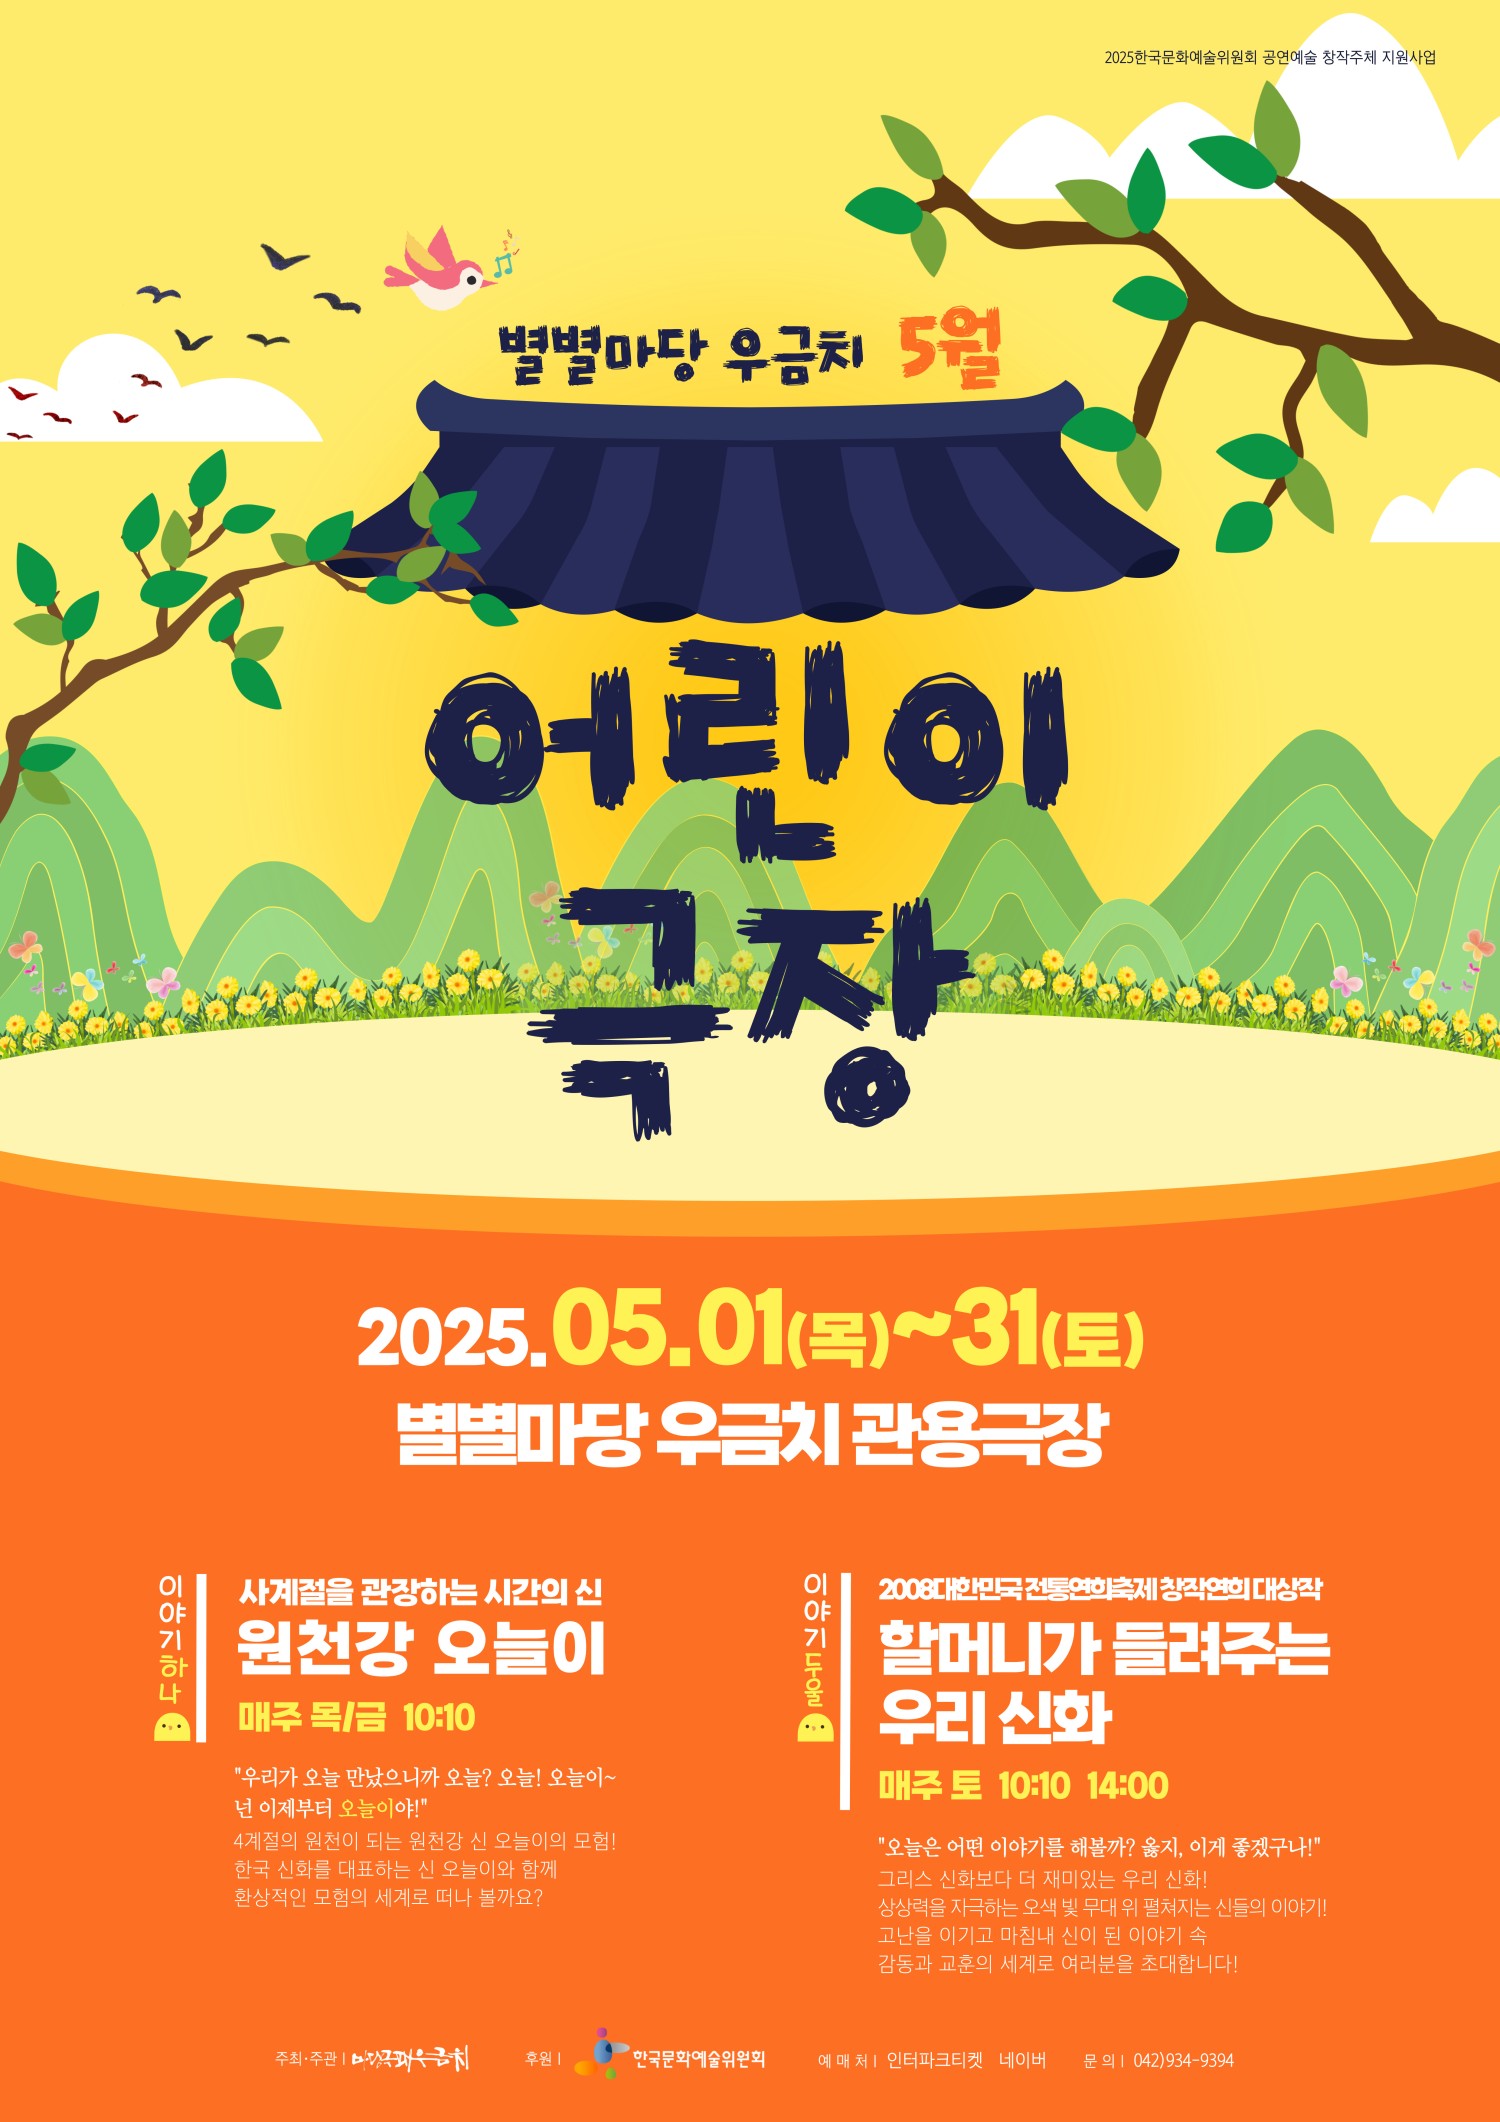 2025한국문화예술위원회 공연예술 창작주체 지원사업
별별마당 우금치 5월
어린이
극장
2025.05.01(목)~31(토)
별별마당 우금치 관용극장
이야기하나
사계절을 관장하는 시간의 신
원천강 오늘이
매주 목/금 10:10
"우리가 오늘 만났으니까 오늘? 오늘! 오늘이~
넌 이제부터 오늘이야!"
4계절의 원천이 되는 원천강 신 오늘이의 모험!
한국 신화를 대표하는 신 오늘이와 함께
환상적인 모험의 세계로 떠나 볼까요?
이야기두울
2008대한민국 전통연희축제 창작연희 대상작
할머니가 들려주는
우리 신화
매주 토 10:10 14:00
"오늘은 어떤 이야기를 해볼까? 옳지, 이게 좋겠구나!"
그리스 신화보다 더 재미있는 우리 신화!
상상력을 자극하는 오색 빛 무대 위 펼쳐지는 신들의 이야기!
고난을 이기고 마침내 신이 된 이야기 속
감동과 교훈의 세계로 여러분을 초대합니다!
주최·주관 | 마당극패우금치 후원 | 한국문화예술위원회 예매처 | 인터파크티켓 네이버 문의 | 042)934-9394